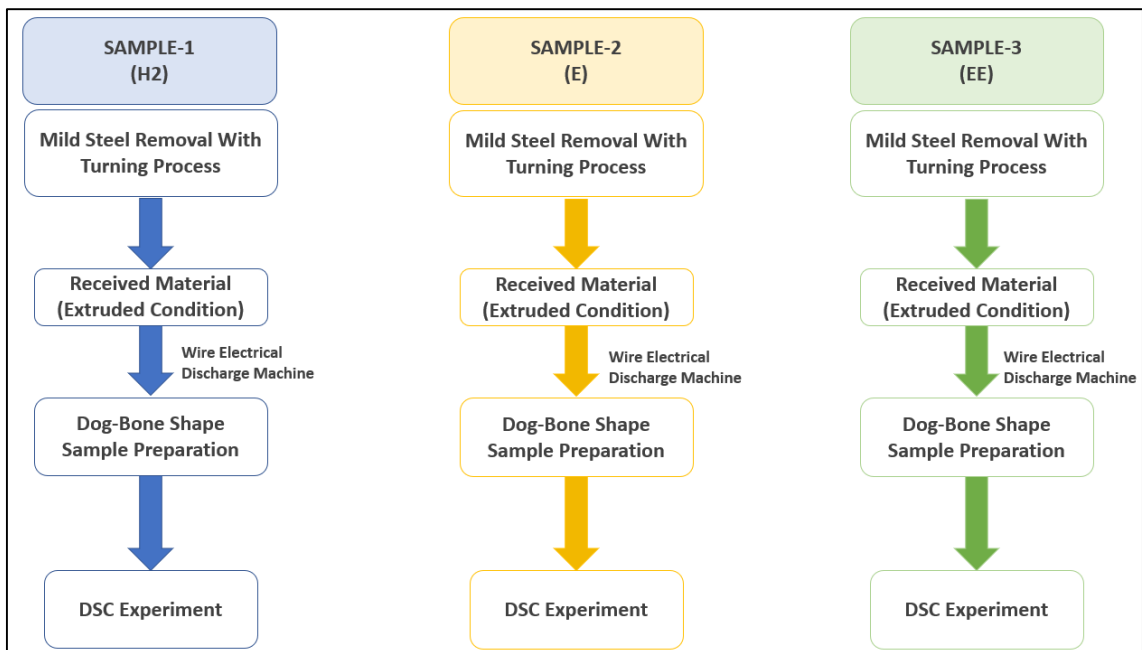 SAMPLE-1
(H2)
Mild Steel Removal With
Turning Process
Received Material
(Extruded Condition)
Wire Electrical
Discharge Machine
Dog-Bone Shape
Sample Preparation
DSC Experiment
SAMPLE-2
(E)
Mild Steel Removal With
Turning Process
Received Material
(Extruded Condition)
Wire Electrical
Discharge Machine
Dog-Bone Shape
Sample Preparation
DSC Experiment
SAMPLE-3
(EE)
Mild Steel Removal With
Turning Process
Received Material
(Extruded Condition)
Wire Electrical
Discharge Machine
Dog-Bone Shape
Sample Preparation
DSC Experiment